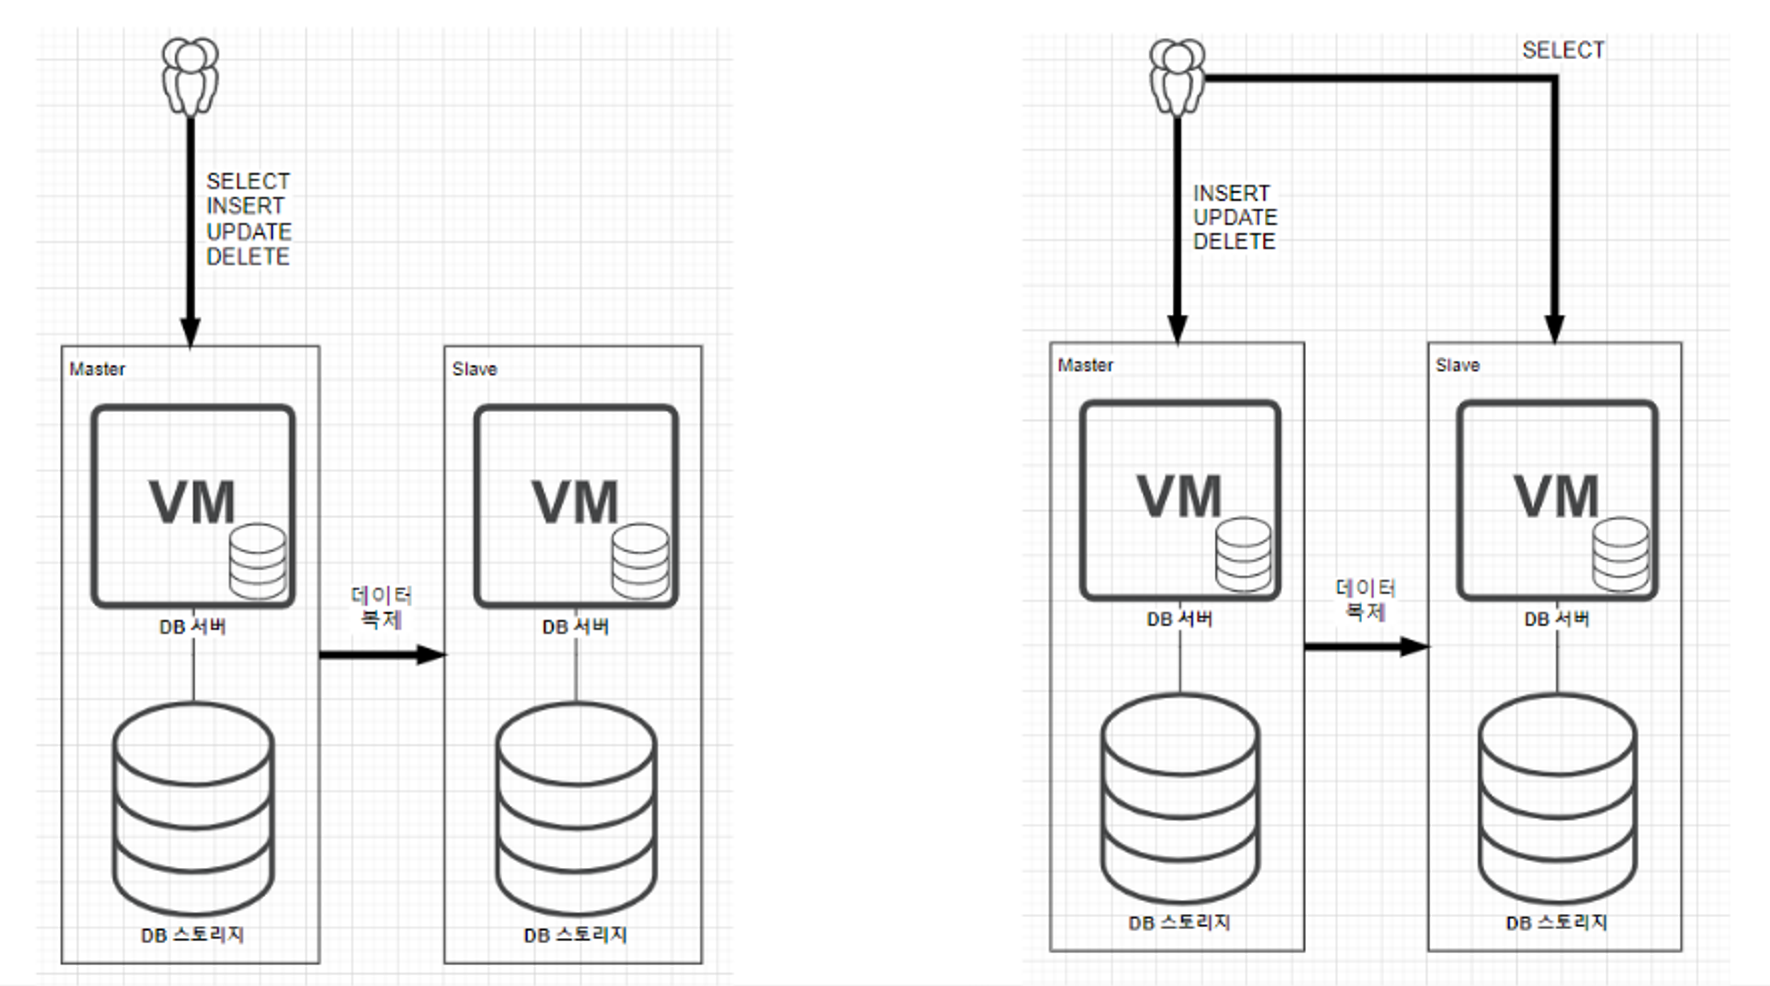 SELECT
INSERT
UPDATE
DELETE
Master
VM
DB 서버
DB 스토리지
데이터
복제
Slave
VM
DB 서버
DB 스토리지
SELECT
INSERT
UPDATE
DELETE
Master
VM
DB 서버
DB 스토리지
데이터
복제
Slave
VM
DB 서버
DB 스토리지